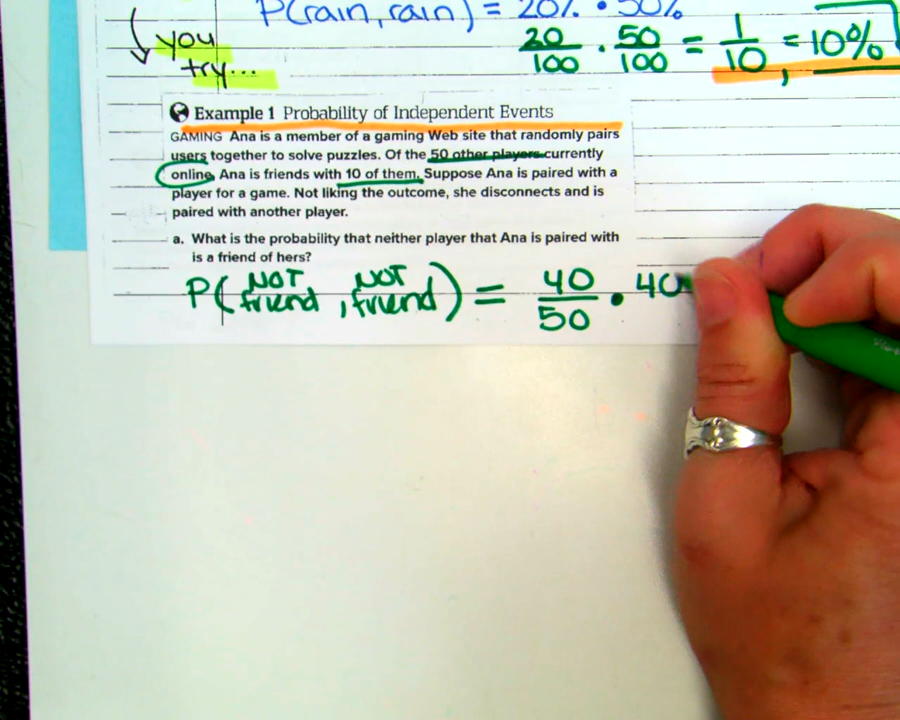 P(rain, rain) = 20% • 50%
20/100 • 50/100 = 1/10 = 10%
you
try...
Example 1 Probability of Independent Events
GAMING Ana is a member of a gaming Web site that randomly pairs
users together to solve puzzles. Of the 50 other players currently
online, Ana is friends with 10 of them. Suppose Ana is paired with a
player for a game. Not liking the outcome, she disconnects and is
paired with another player.
a. What is the probability that neither player that Ana is paired with
is a friend of hers?
P(NOT friend, NOT friend) = 40/50 • 40